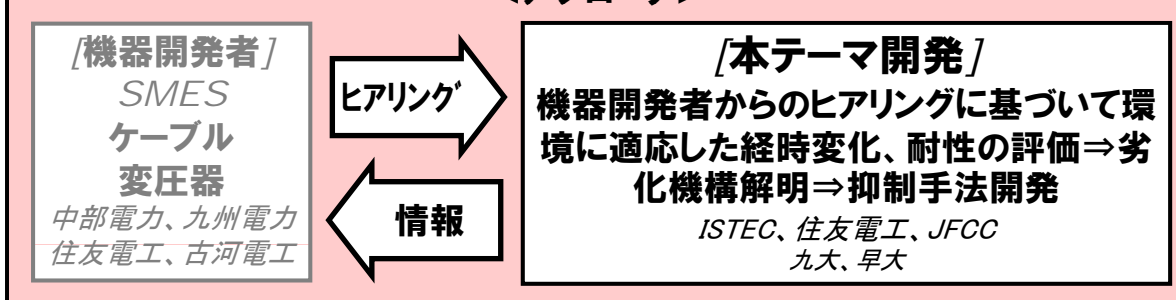 [機器開発者]
SMES
ケーブル
変圧器
中部電力、九州電力
住友電工、古河電工
ヒアリング
情報
[本テーマ開発]
機器開発者からのヒアリングに基づいて環
境に適応した経時変化、耐性の評価⇒劣
化機構解明⇒抑制手法開発
ISTEC、住友電工、JFCC
九大、早大